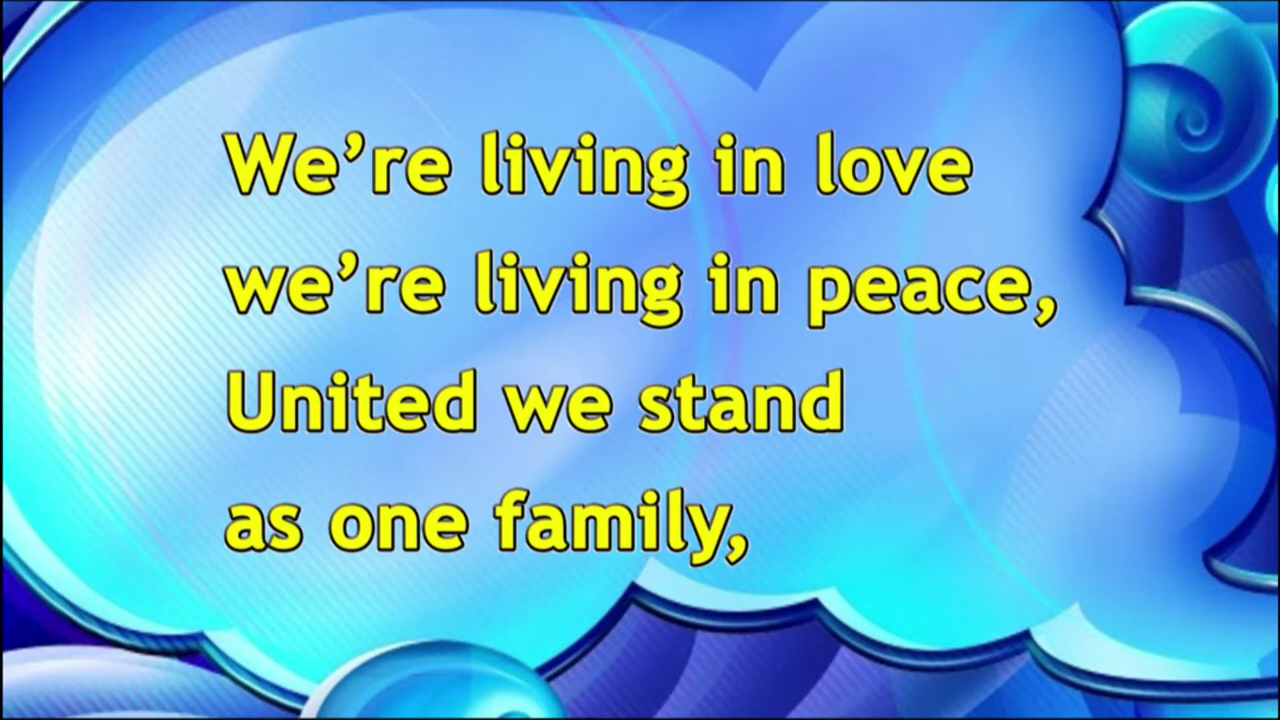 We’re living in love
we’re living in peace,
United we stand
as one family,